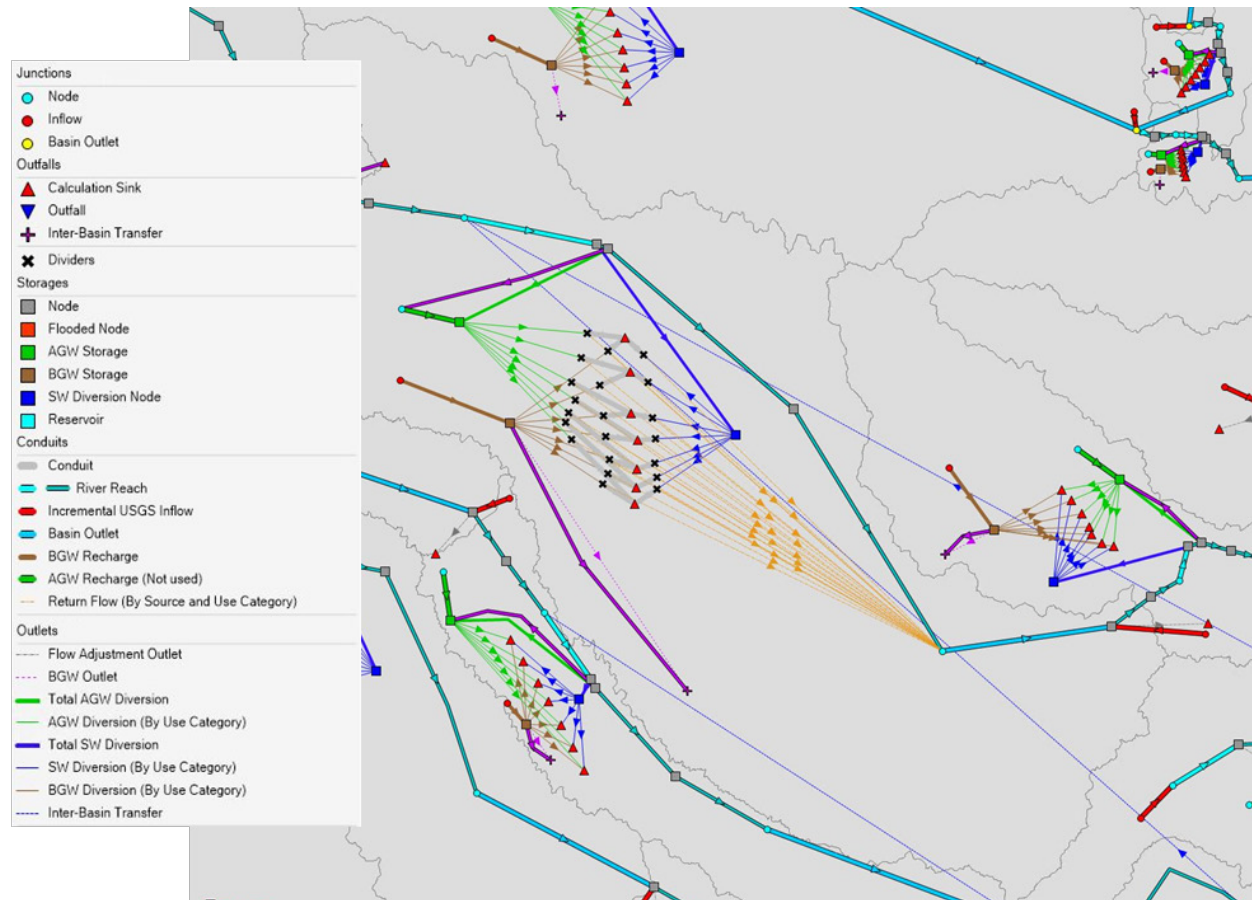 Junctions
Node
Inflow
Basin Outlet
Outfalls
Calculation Sink
Outfall
Inter-Basin Transfer
Dividers
Storages
Node
Flooded Node
AGW Storage
BGW Storage
SW Diversion Node
Reservoir
Conduits
Conduit
River Reach
Incremental USGS Inflow
Basin Outlet
BGW Recharge
AGW Recharge (Not used)
Return Flow (By Source and Use Category)
Outlets
Flow Adjustment Outlet
BGW Outlet
Total AGW Diversion
AGW Diversion (By Use Category)
Total SW Diversion
SW Diversion (By Use Category)
BGW Diversion (By Use Category)
Inter-Basin Transfer